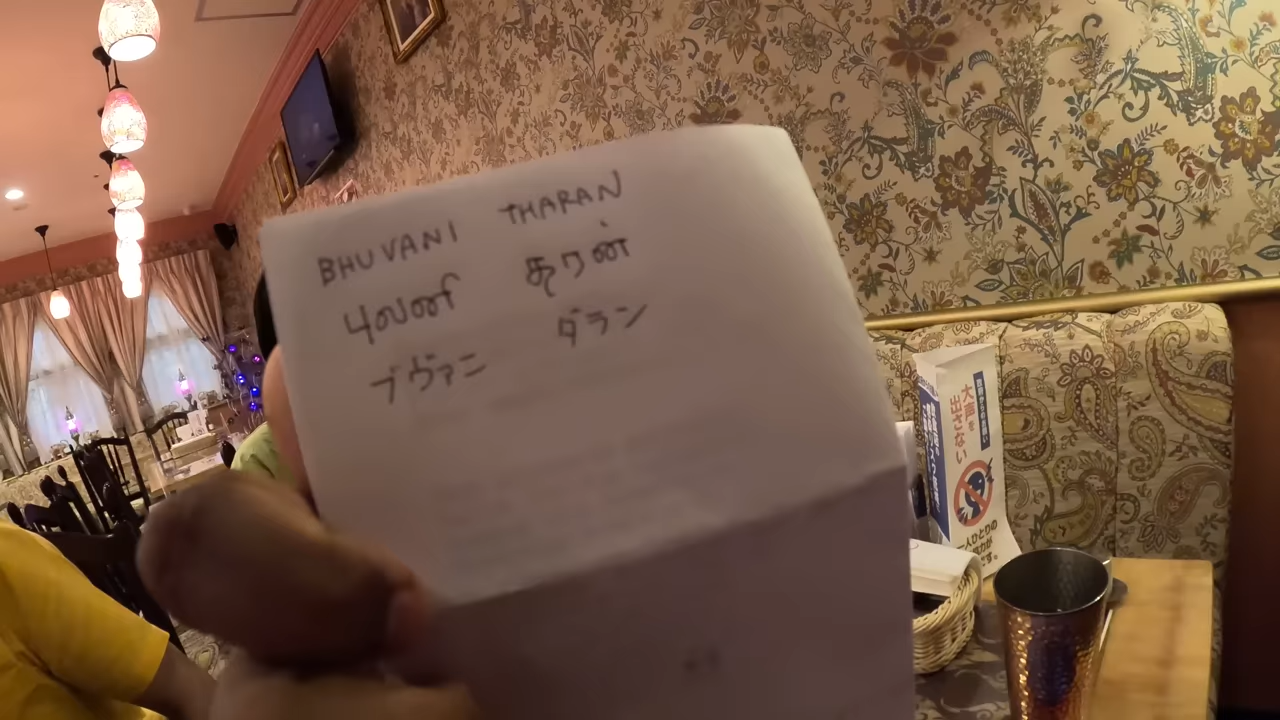 BHUVANI THARAN
புவனி தரன்
ブヴァニ ダラン
大声を
出さない